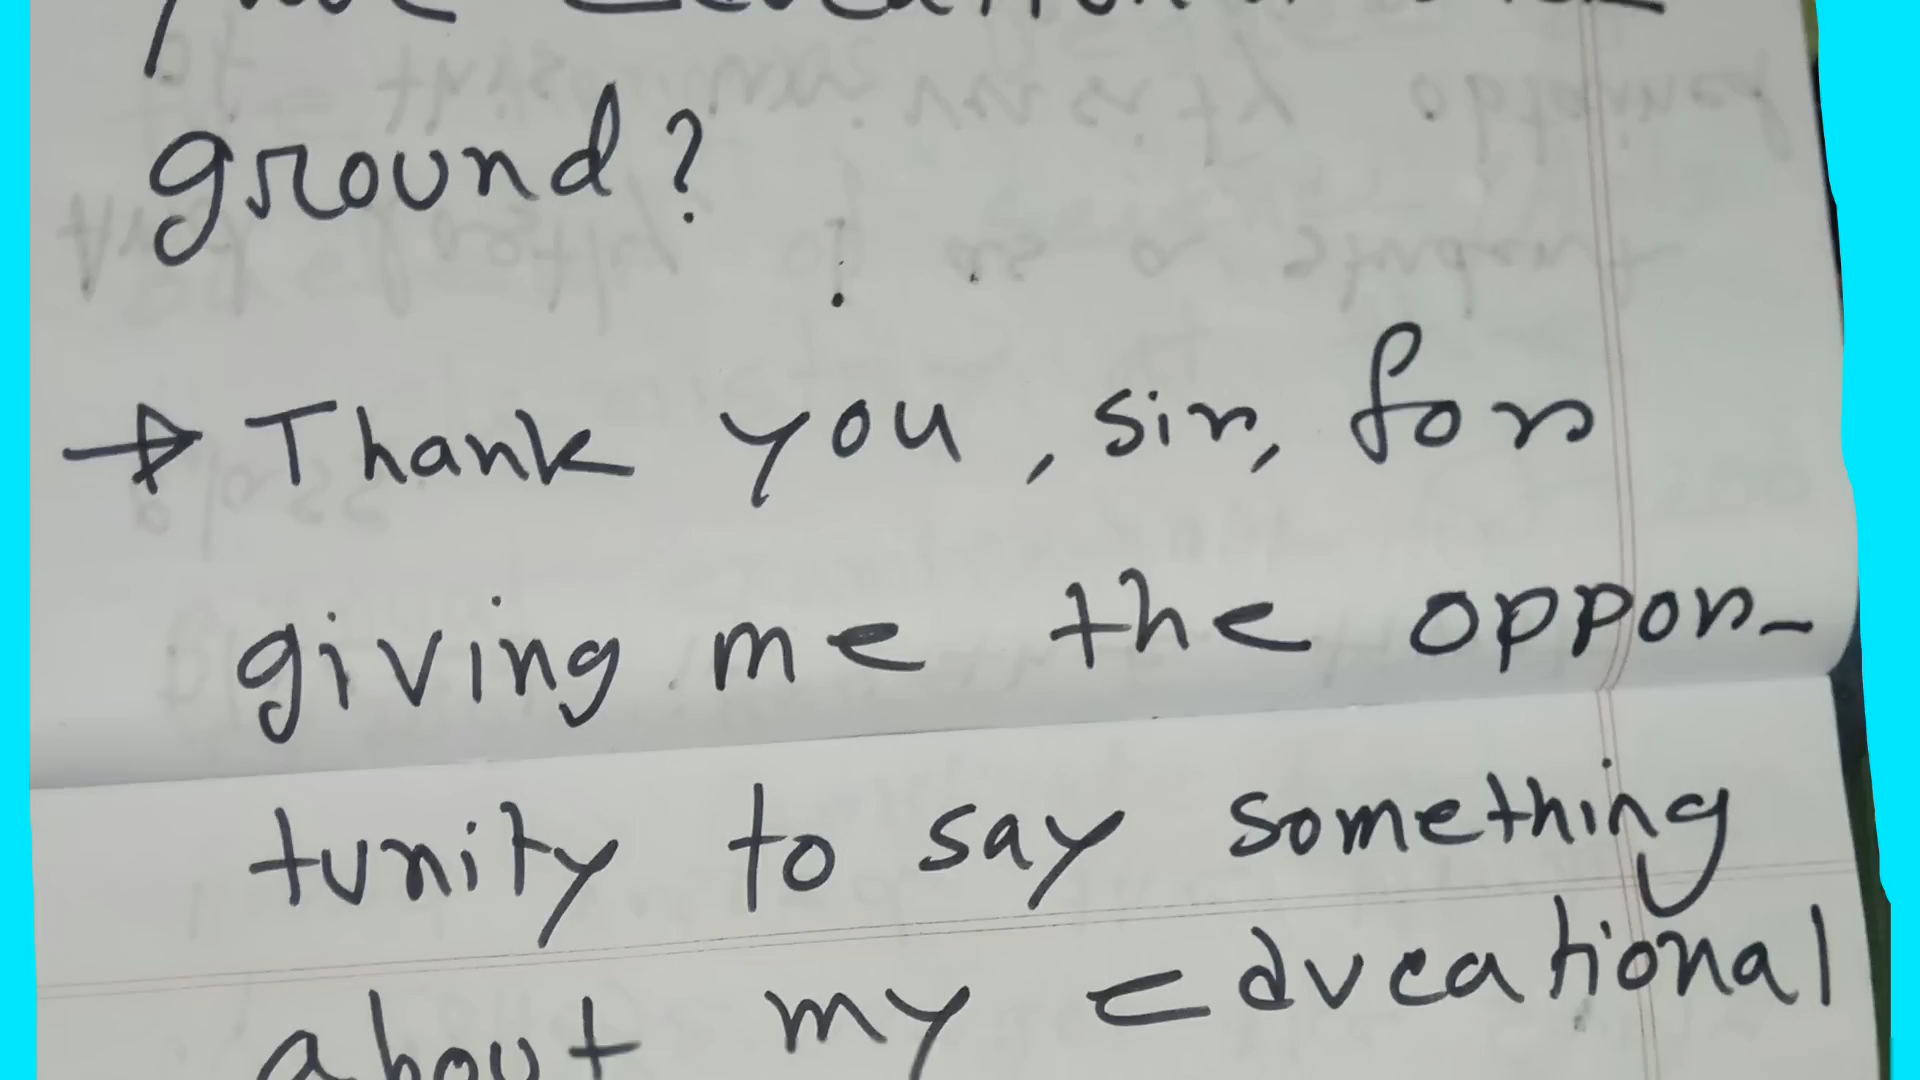 ground?
→ Thank you, sir, for
giving me the oppor-
tunity to say something
about my educational